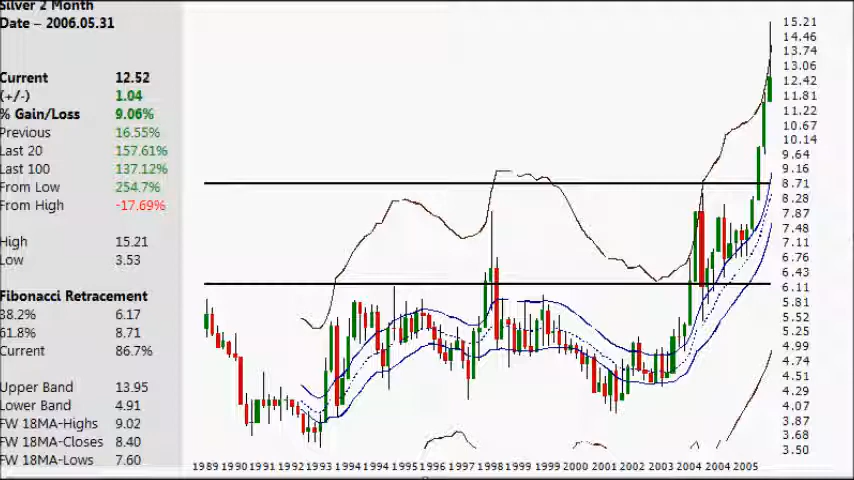 Silver 2 Month
Date – 2006.05.31
Current 12.52
(+/-) 1.04
% Gain/Loss 9.06%
Previous 16.55%
Last 20 157.61%
Last 100 137.12%
From Low 254.7%
From High -17.69%
High 15.21
Low 3.53
Fibonacci Retracement
38.2% 6.17
61.8% 8.71
Current 86.7%
Upper Band 13.95
Lower Band 4.91
FW 18MA-Highs 9.02
FW 18MA-Closes 8.40
FW 18MA-Lows 7.60
15.21
14.46
13.74
13.06
12.42
11.81
11.22
10.67
10.14
9.64
9.16
8.71
8.28
7.87
7.48
7.11
6.76
6.43
6.11
5.81
5.52
5.25
4.99
4.74
4.51
4.29
4.07
3.87
3.68
3.50
1989 1990 1991 1992 1993 1994 1994 1995 1996 1997 1998 1999 1999 2000 2001 2002 2003 2004 2004 2005